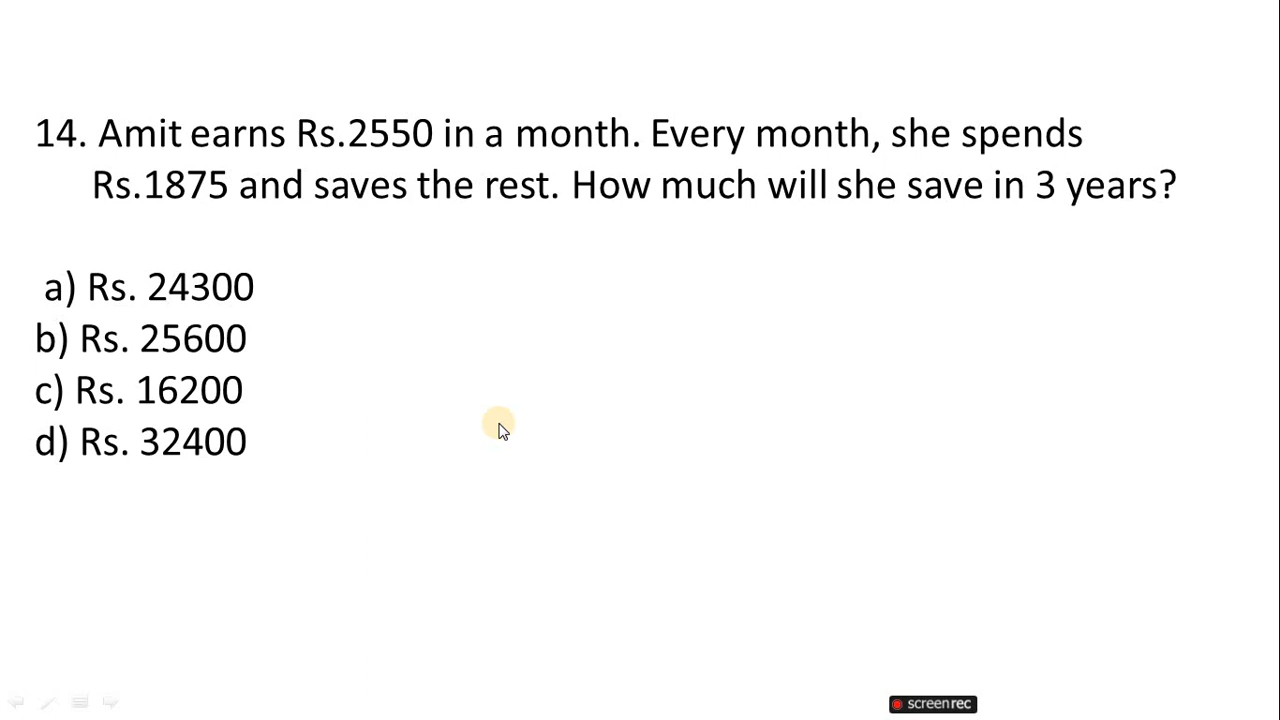 14. Amit earns Rs.2550 in a month. Every month, she spends
Rs.1875 and saves the rest. How much will she save in 3 years?
a) Rs. 24300
b) Rs. 25600
c) Rs. 16200
d) Rs. 32400
screenrec